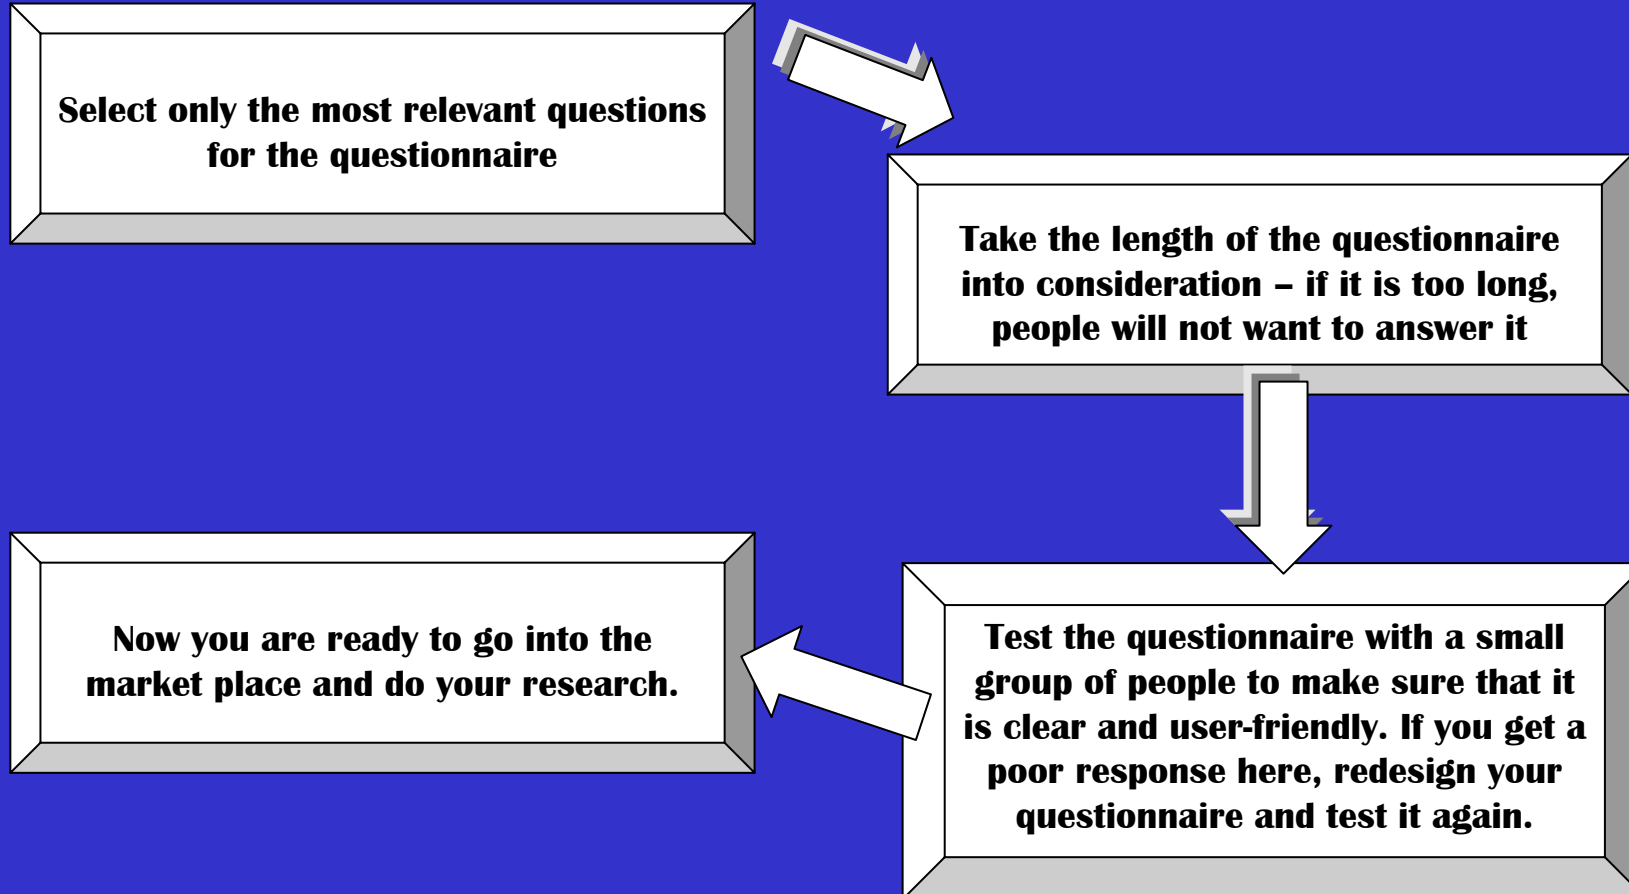 Select only the most relevant questions
for the questionnaire
Take the length of the questionnaire
into consideration – if it is too long,
people will not want to answer it
Test the questionnaire with a small
group of people to make sure that it
is clear and user-friendly. If you get a
poor response here, redesign your
questionnaire and test it again.
Now you are ready to go into the
market place and do your research.